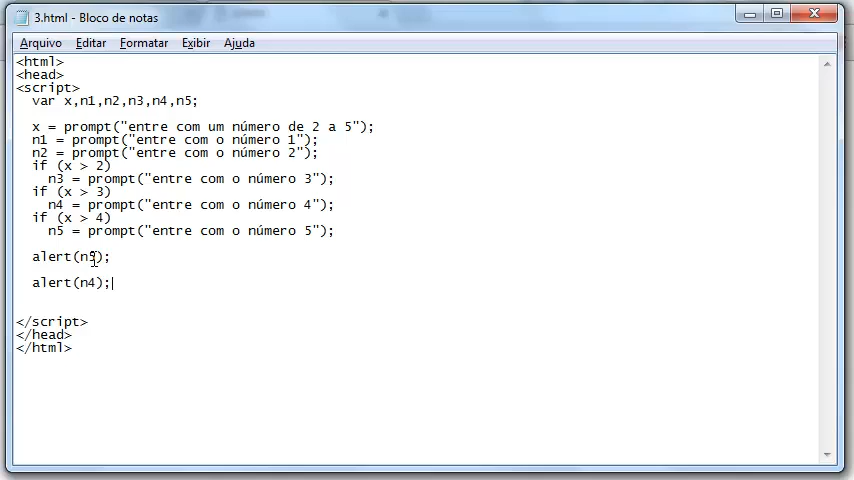 3.html - Bloco de notas
Arquivo Editar Formatar Exibir Ajuda
<html>
<head>
<script>
var x,n1,n2,n3,n4,n5;
x = prompt("entre com um número de 2 a 5");
n1 = prompt("entre com o número 1");
n2 = prompt("entre com o número 2");
if (x > 2)
n3 = prompt("entre com o número 3");
if (x > 3)
n4 = prompt("entre com o número 4");
if (x > 4)
n5 = prompt("entre com o número 5");
alert(n5);
alert(n4);
</script>
</head>
</html>